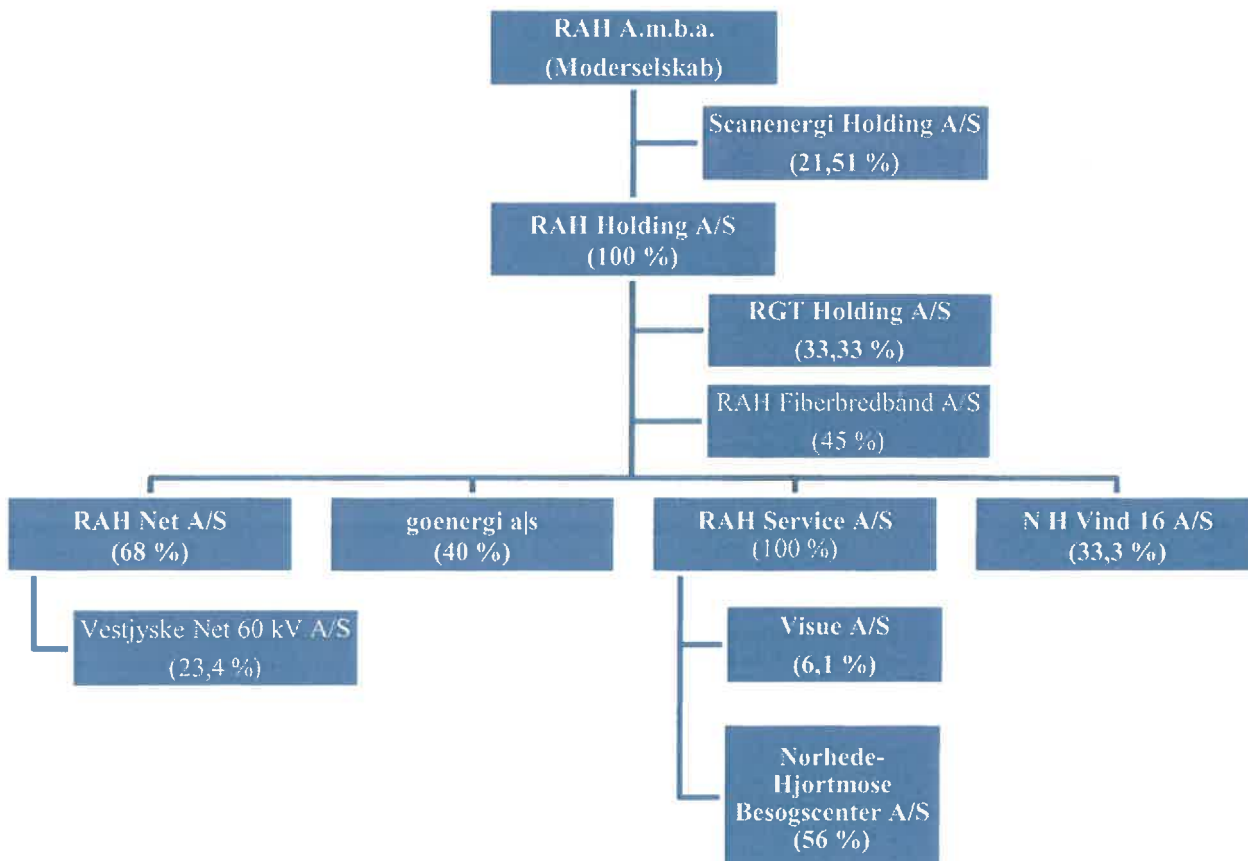 RAH A.m.b.a.
(Moderselskab)
Scanenergi Holding A/S
(21,51 %)
RAH Holding A/S
(100 %)
RGT Holding A/S
(33,33 %)
RAH Fiberbredbånd A/S
(45 %)
RAH Net A/S
(68 %)
goenergi a|s
(40 %)
RAH Service A/S
(100 %)
N H Vind 16 A/S
(33,3 %)
Vestjyske Net 60 kV A/S
(23,4 %)
Visue A/S
(6,1 %)
Nørhede-
Hjortmose
Besøgscenter A/S
(56 %)